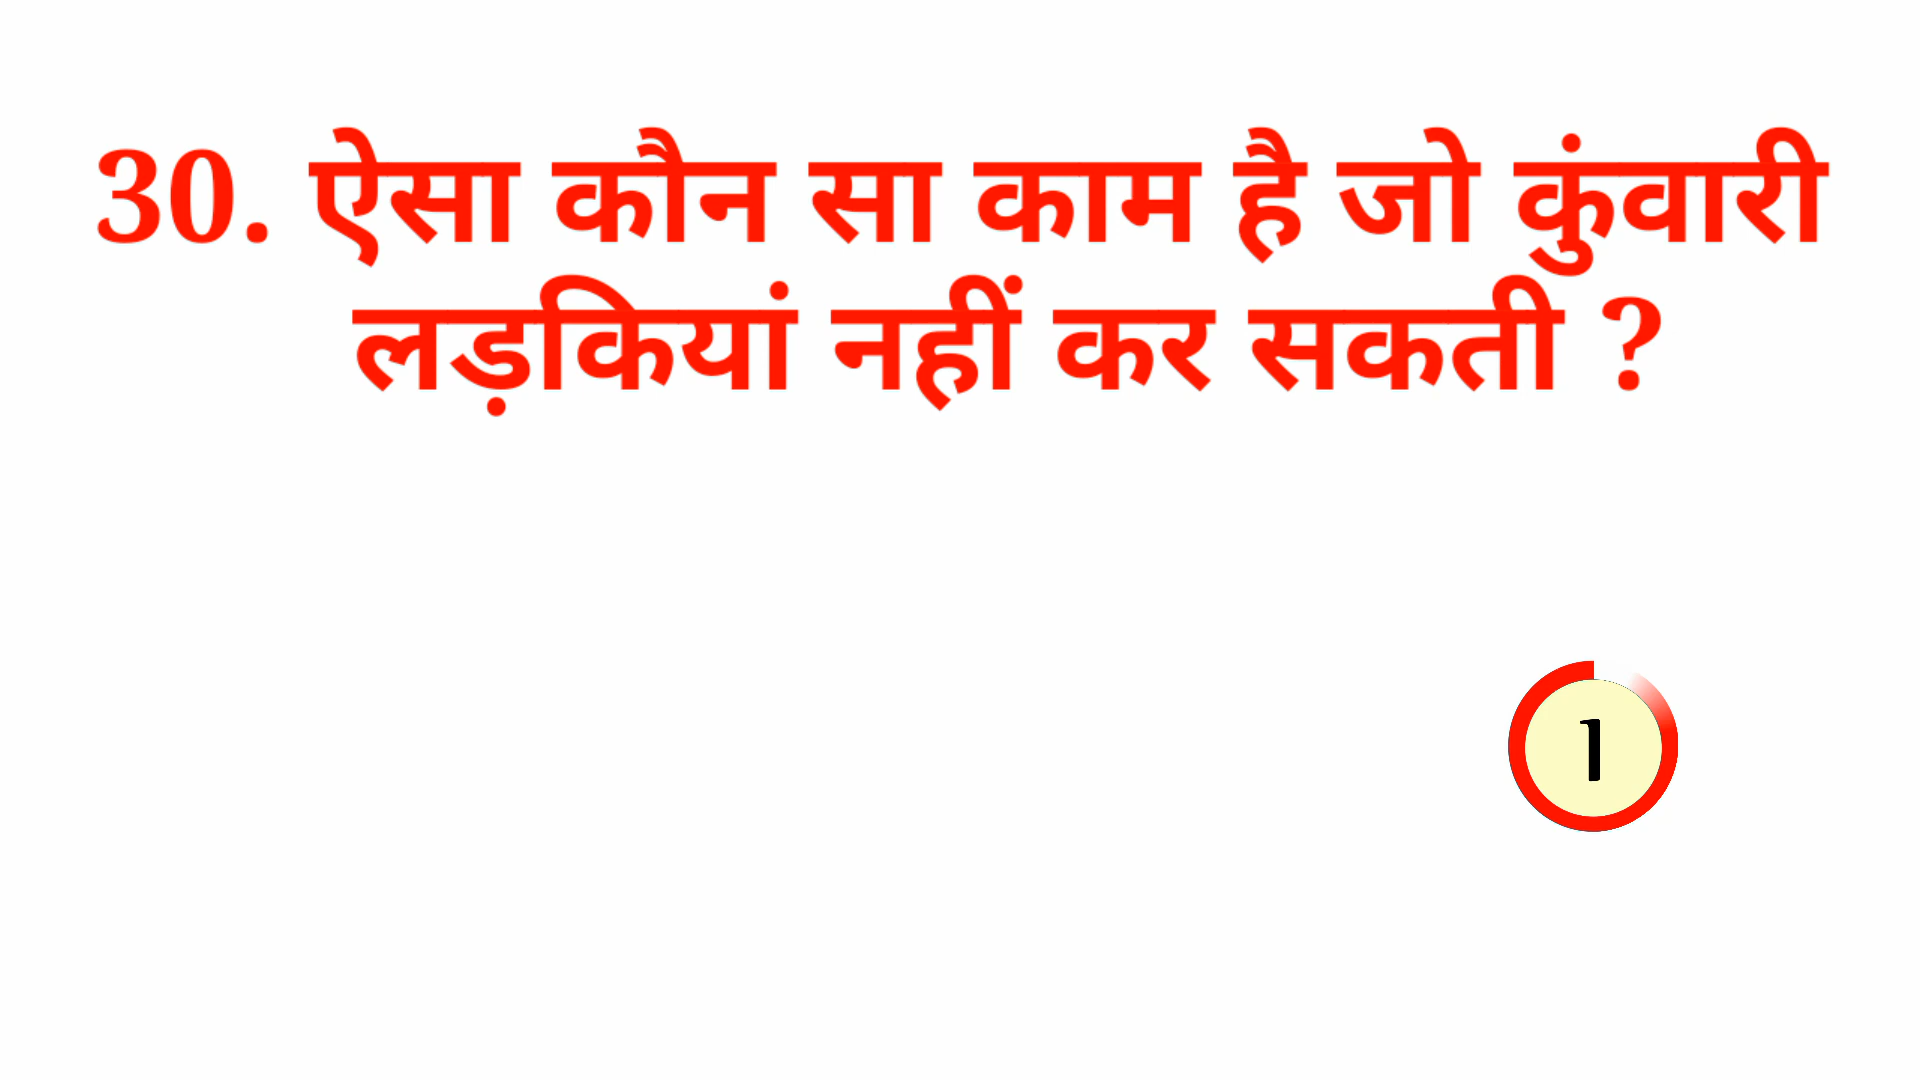 30. ऐसा कौन सा काम है जो कुंवारी
लड़कियां नहीं कर सकती ?
1